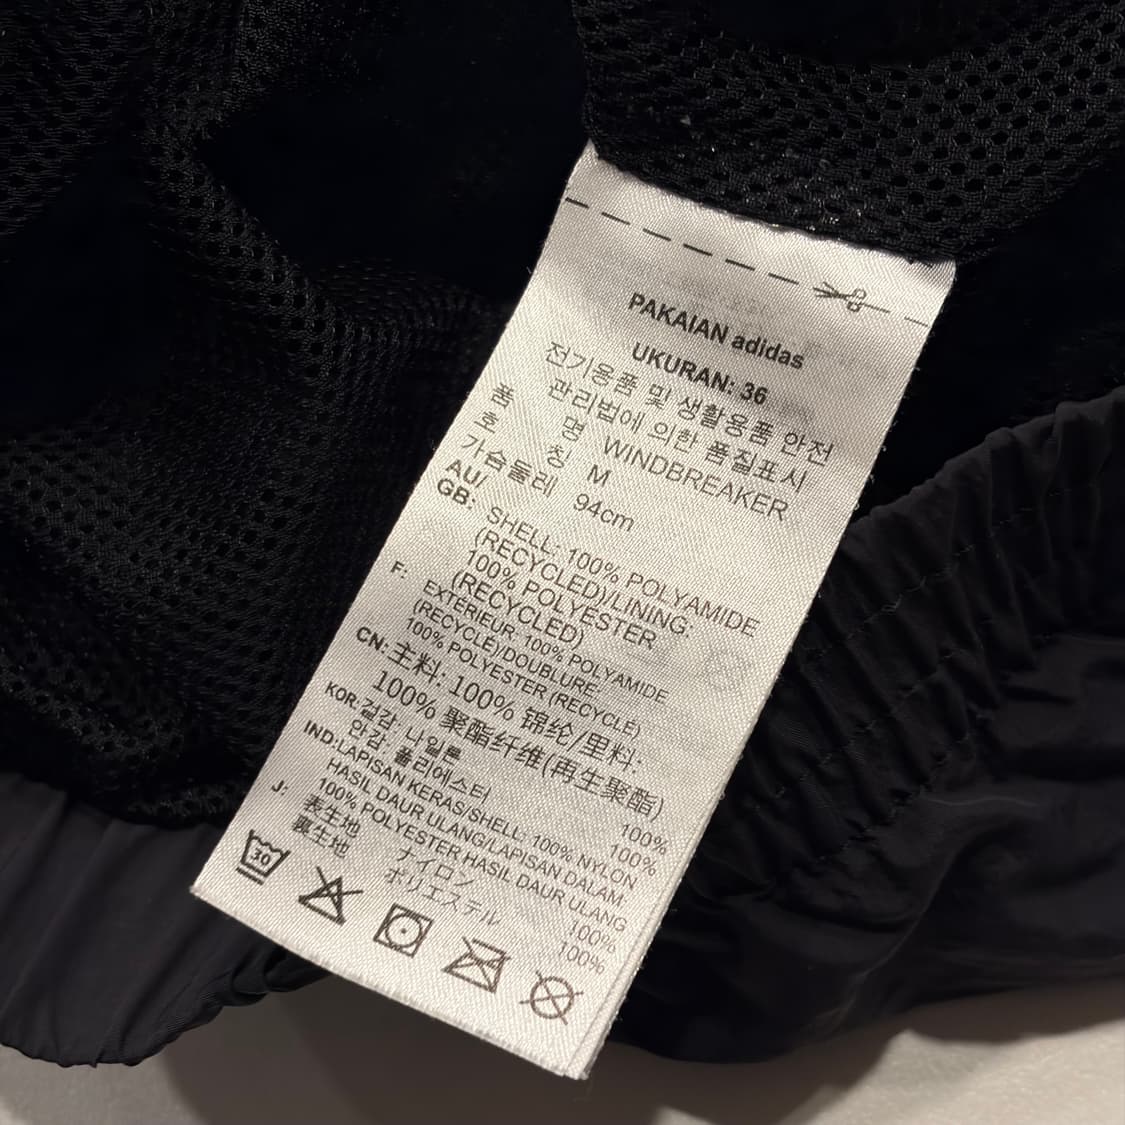 PAKAIAN adidas
UKURAN: 36
전기용품 및 생활용품 안전
관리법에 의한 품질표시
품 명 WINDBREAKER
호 칭 M
가슴둘레 94cm
AU/
GB: SHELL: 100% POLYAMIDE
(RECYCLED)/LINING:
100% POLYESTER
(RECYCLED)
F: EXTÉRIEUR: 100% POLYAMIDE
(RECYCLÉ)/DOUBLURE:
100% POLYESTER (RECYCLÉ)
CN: 主料: 100% 锦纶/里料:
100% 聚酯纤维(再生聚酯)
KOR: 겉감: 나일론 100%
안감: 폴리에스터 100%
IND: LAPISAN KERAS/SHELL: 100% NYLON
HASIL DAUR ULANG/LAPISAN DALAM
100% POLYESTER HASIL DAUR ULANG
J: 表生地 ナイロン 100%
裏生地 ポリエステル 100%
30